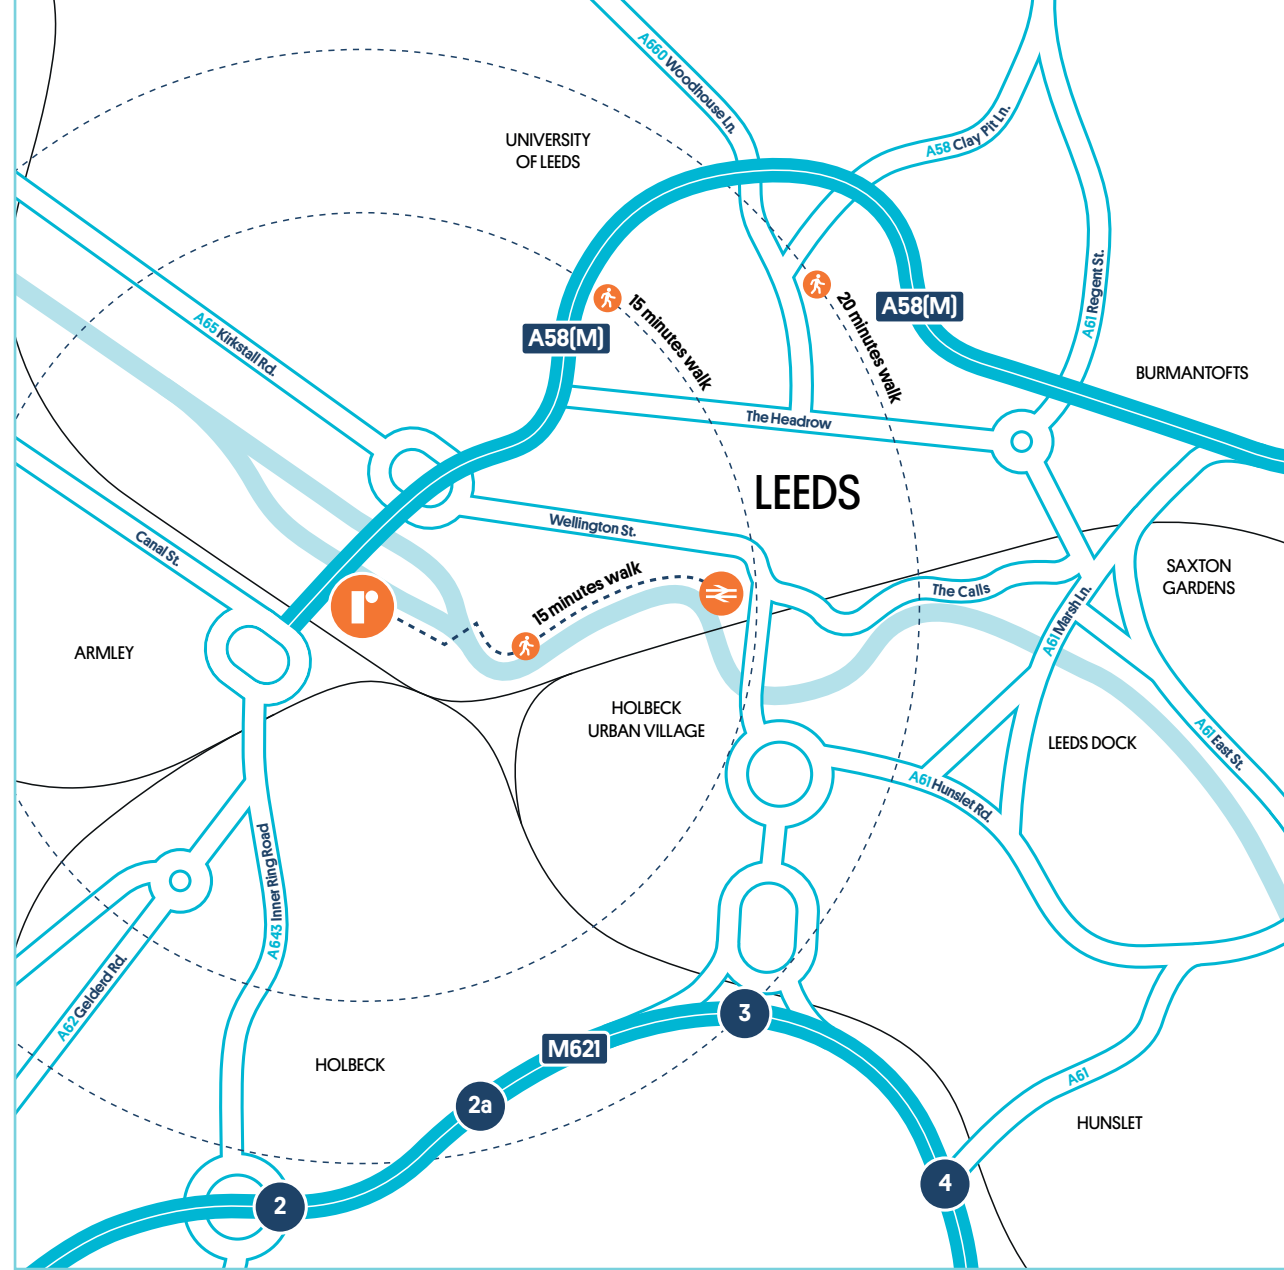 A660 Woodhouse Ln.
A58 Clay Pit Ln.
UNIVERSITY
OF LEEDS
A61 Regent St.
15 minutes walk
20 minutes walk
A58(M)
A58(M)
A65 Kirkstall Rd.
BURMANTOFTS
The Headrow
LEEDS
Wellington St.
Canal St.
15 minutes walk
r
The Calls
SAXTON
GARDENS
A61 Marsh Ln.
ARMLEY
HOLBECK
URBAN VILLAGE
LEEDS DOCK
A61 East St.
A61 Hunslet Rd.
A643 Inner Ring Road
A62 Gelderd Rd.
3
M621
HOLBECK
2a
A61
HUNSLET
4
2